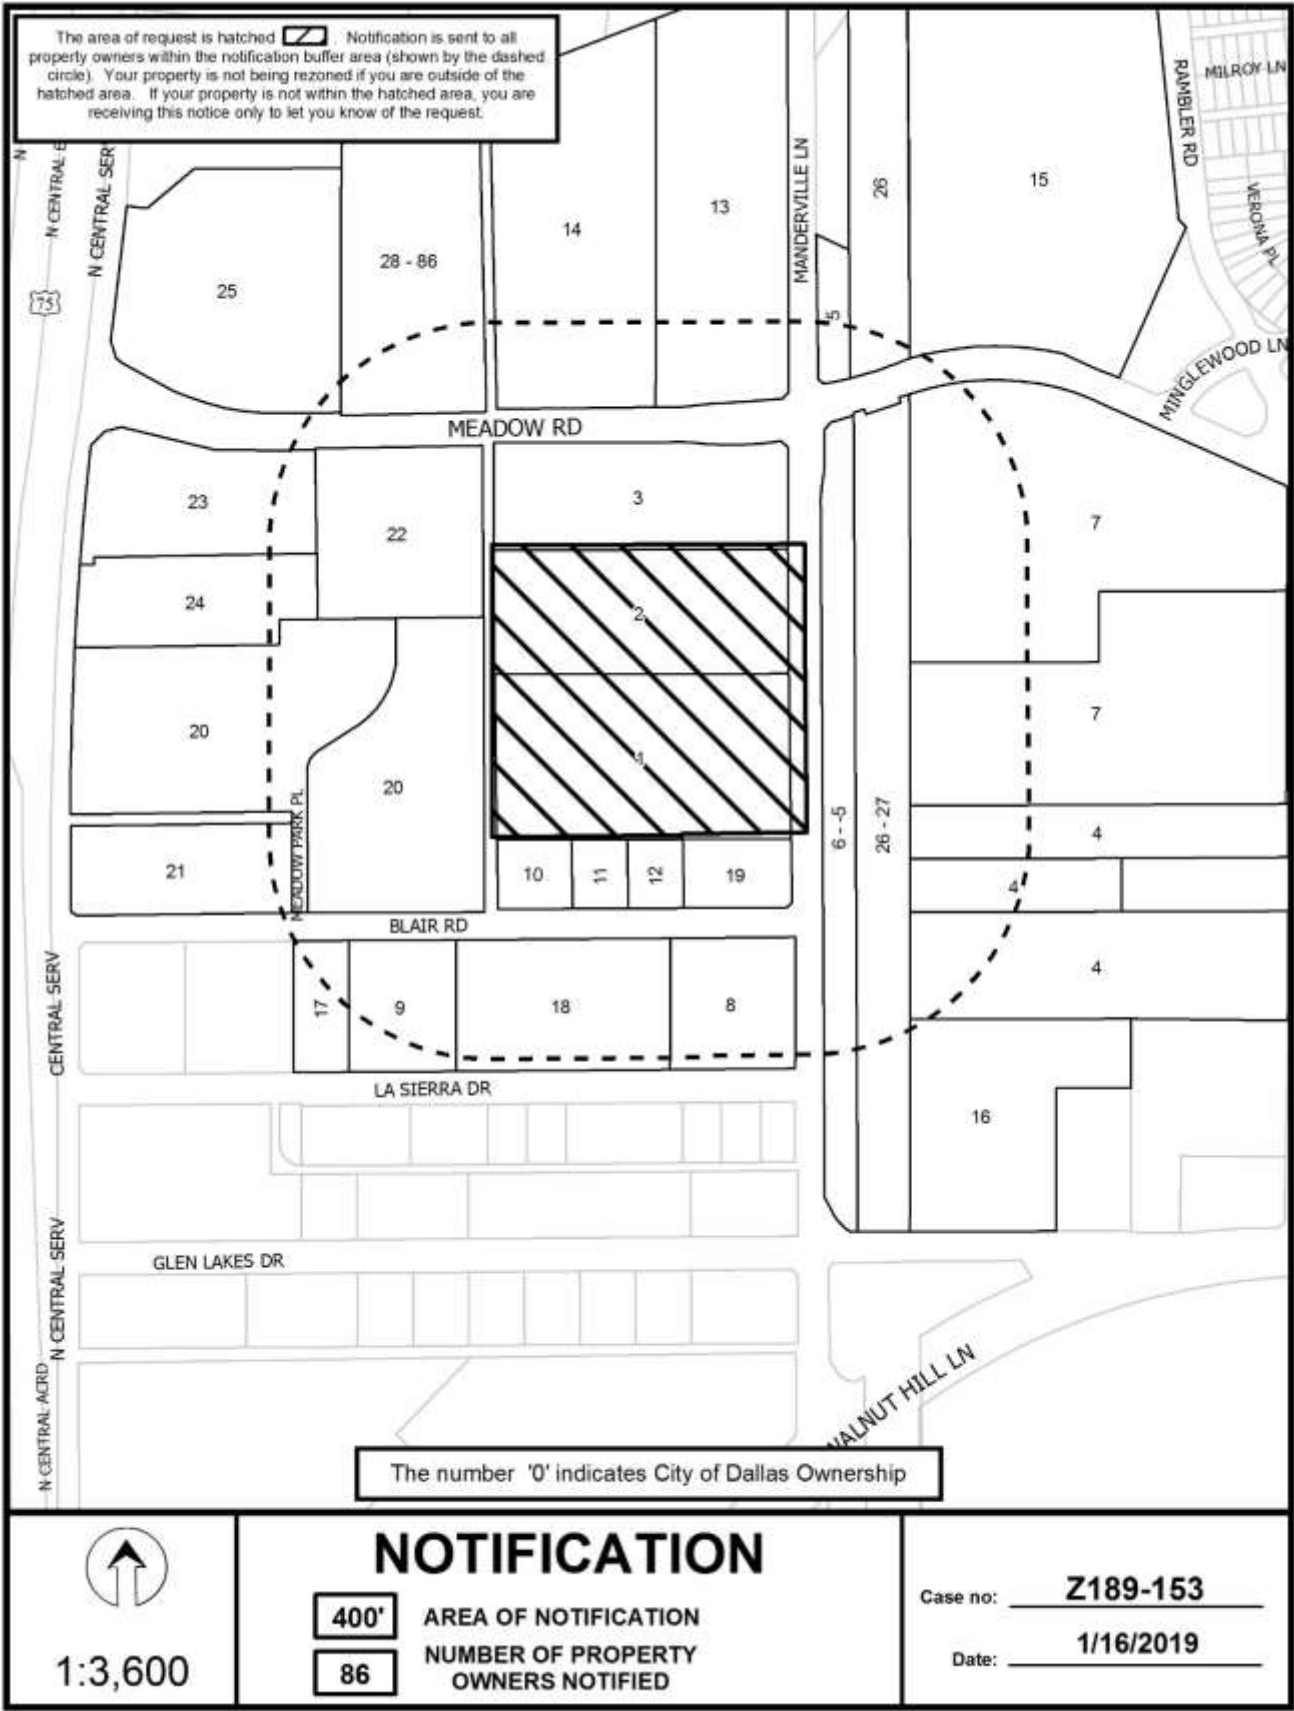 The area of request is hatched . Notification is sent to all
property owners within the notification buffer area (shown by the dashed
circle). Your property is not being rezoned if you are outside of the
hatched area. If your property is not within the hatched area, you are
receiving this notice only to let you know of the request.
N
N CENTRAL E
N CENTRAL SERV
75
MANDERVILLE LN
RAMBLER RD
MILROY LN
VERONA PL
MINGLEWOOD LN
26
15
13
14
28 - 86
25
5
MEADOW RD
23
22
3
7
24
2
20
20
1
7
MEADOW PARK PL
6 - 5
26 - 27
4
21
10
11
12
19
4
BLAIR RD
4
CENTRAL SERV
17
9
18
8
LA SIERRA DR
16
N CENTRAL SERV
GLEN LAKES DR
N CENTRAL ACRD
WALNUT HILL LN
The number '0' indicates City of Dallas Ownership
1:3,600
NOTIFICATION
400' AREA OF NOTIFICATION
86 NUMBER OF PROPERTY
OWNERS NOTIFIED
Case no: Z189-153
Date: 1/16/2019